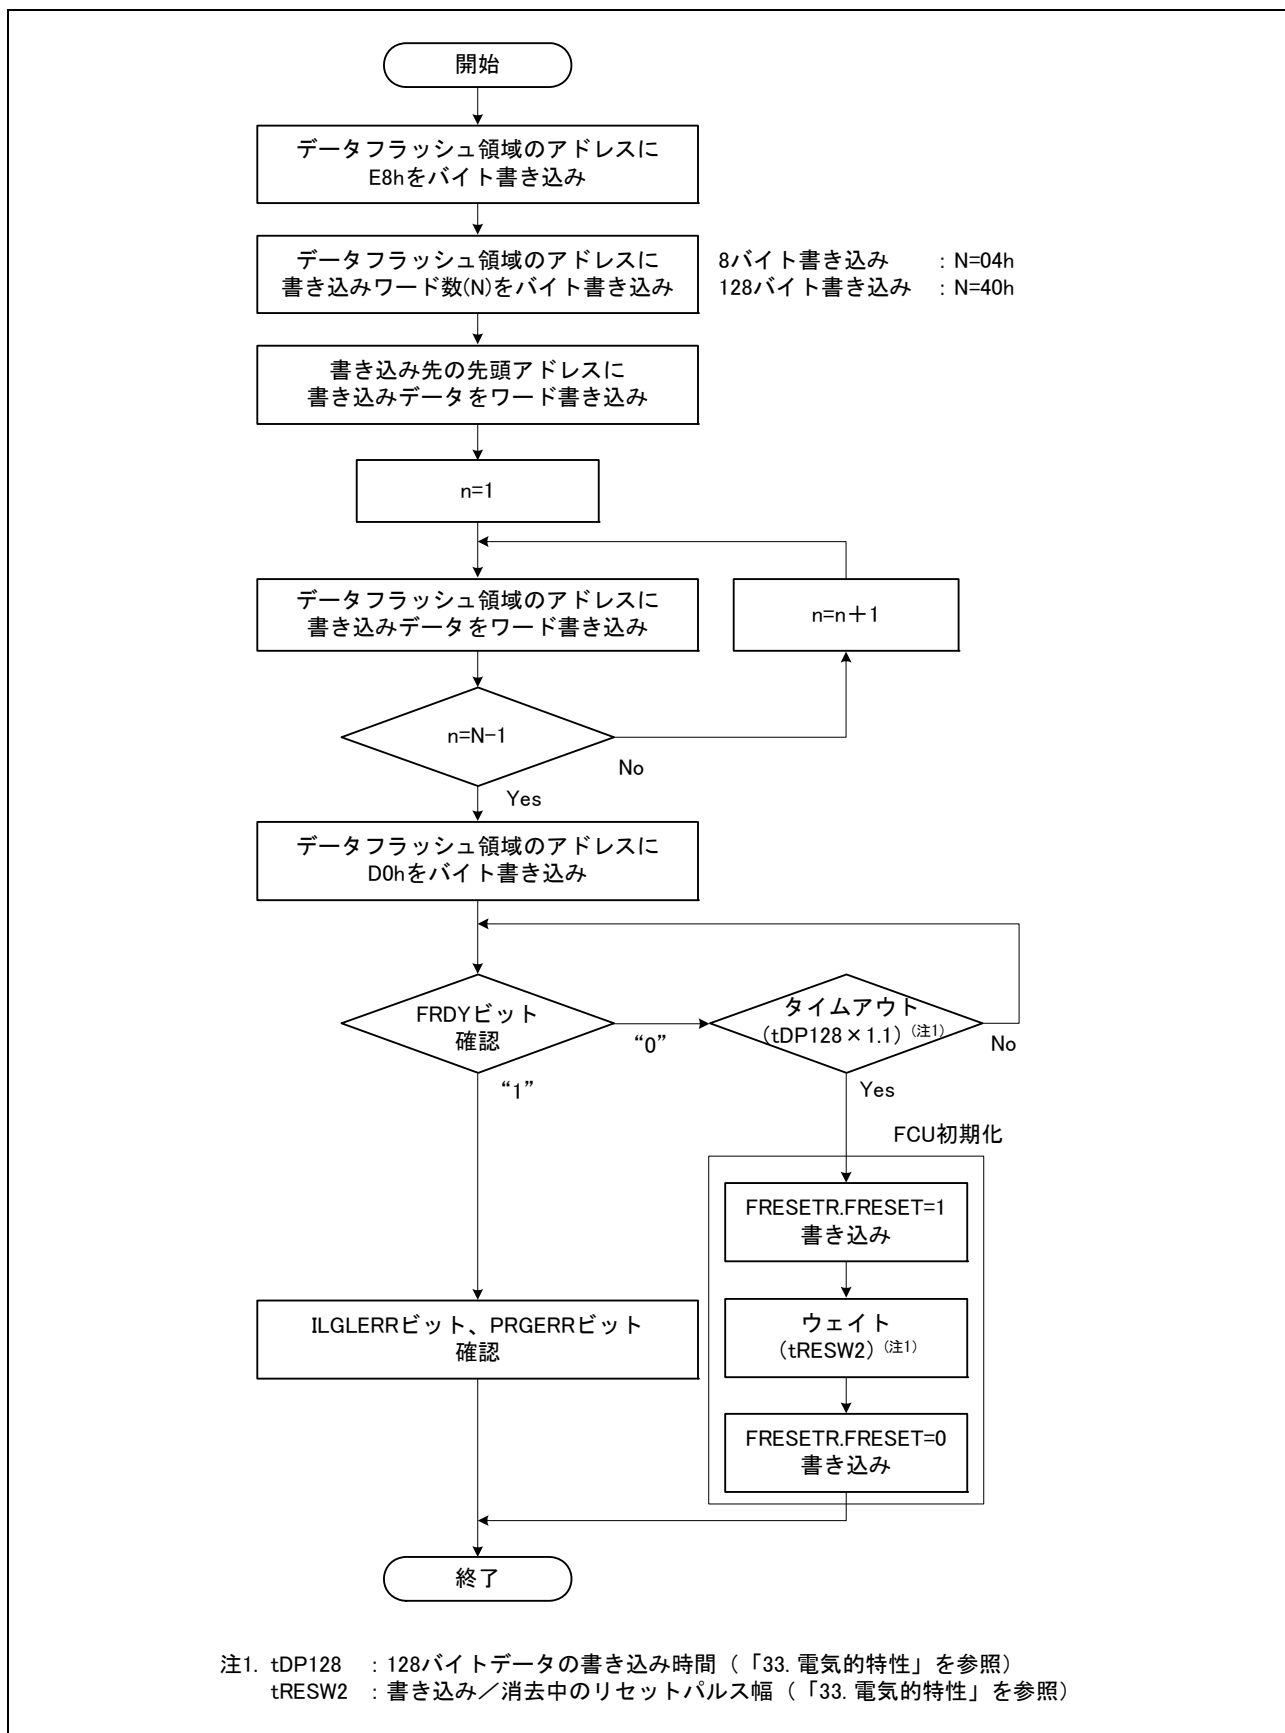 開始
データフラッシュ領域のアドレスに
E8hをバイト書き込み
データフラッシュ領域のアドレスに
書き込みワード数(N)をバイト書き込み
8バイト書き込み : N=04h
128バイト書き込み : N=40h
書き込み先の先頭アドレスに
書き込みデータをワード書き込み
n=1
データフラッシュ領域のアドレスに
書き込みデータをワード書き込み
n=n+1
n=N-1
No
Yes
データフラッシュ領域のアドレスに
D0hをバイト書き込み
FRDYビット
確認
“0”
“1”
タイムアウト
(tDP128×1.1) (注1)
No
Yes
FCU初期化
FRESETR.FRESET=1
書き込み
ウェイト
(tRESW2) (注1)
FRESETR.FRESET=0
書き込み
ILGLERRビット、PRGERRビット
確認
終了
注1. tDP128 : 128バイトデータの書き込み時間(「33. 電気的特性」を参照)
tRESW2 : 書き込み/消去中のリセットパルス幅(「33. 電気的特性」を参照)